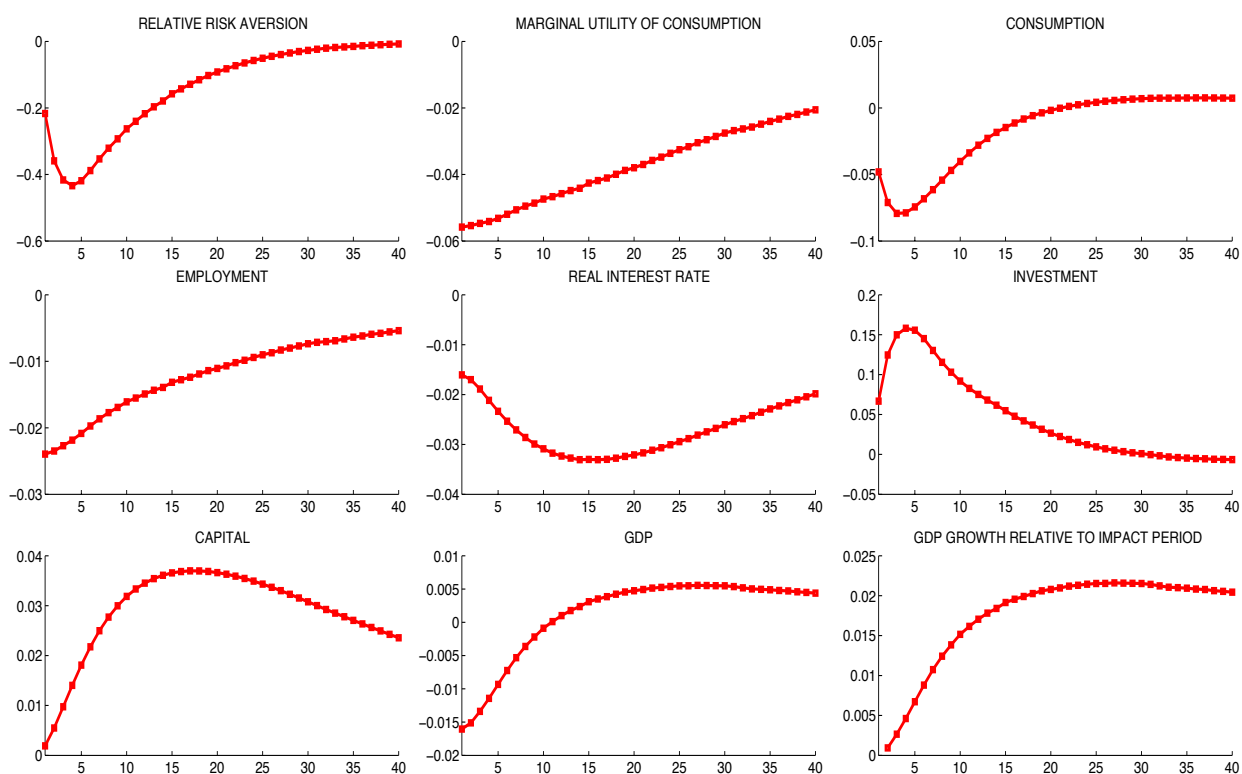 RELATIVE RISK AVERSION
0
−0.2
−0.4
−0.6
5 10 15 20 25 30 35 40
MARGINAL UTILITY OF CONSUMPTION
0
−0.02
−0.04
−0.06
5 10 15 20 25 30 35 40
CONSUMPTION
0.05
0
−0.05
−0.1
5 10 15 20 25 30 35 40
EMPLOYMENT
0
−0.01
−0.02
−0.03
5 10 15 20 25 30 35 40
REAL INTEREST RATE
0
−0.01
−0.02
−0.03
−0.04
5 10 15 20 25 30 35 40
INVESTMENT
0.2
0.15
0.1
0.05
0
−0.05
5 10 15 20 25 30 35 40
CAPITAL
0.04
0.03
0.02
0.01
0
5 10 15 20 25 30 35 40
GDP
0.01
0.005
0
−0.005
−0.01
−0.015
−0.02
5 10 15 20 25 30 35 40
GDP GROWTH RELATIVE TO IMPACT PERIOD
0.025
0.02
0.015
0.01
0.005
0
5 10 15 20 25 30 35 40